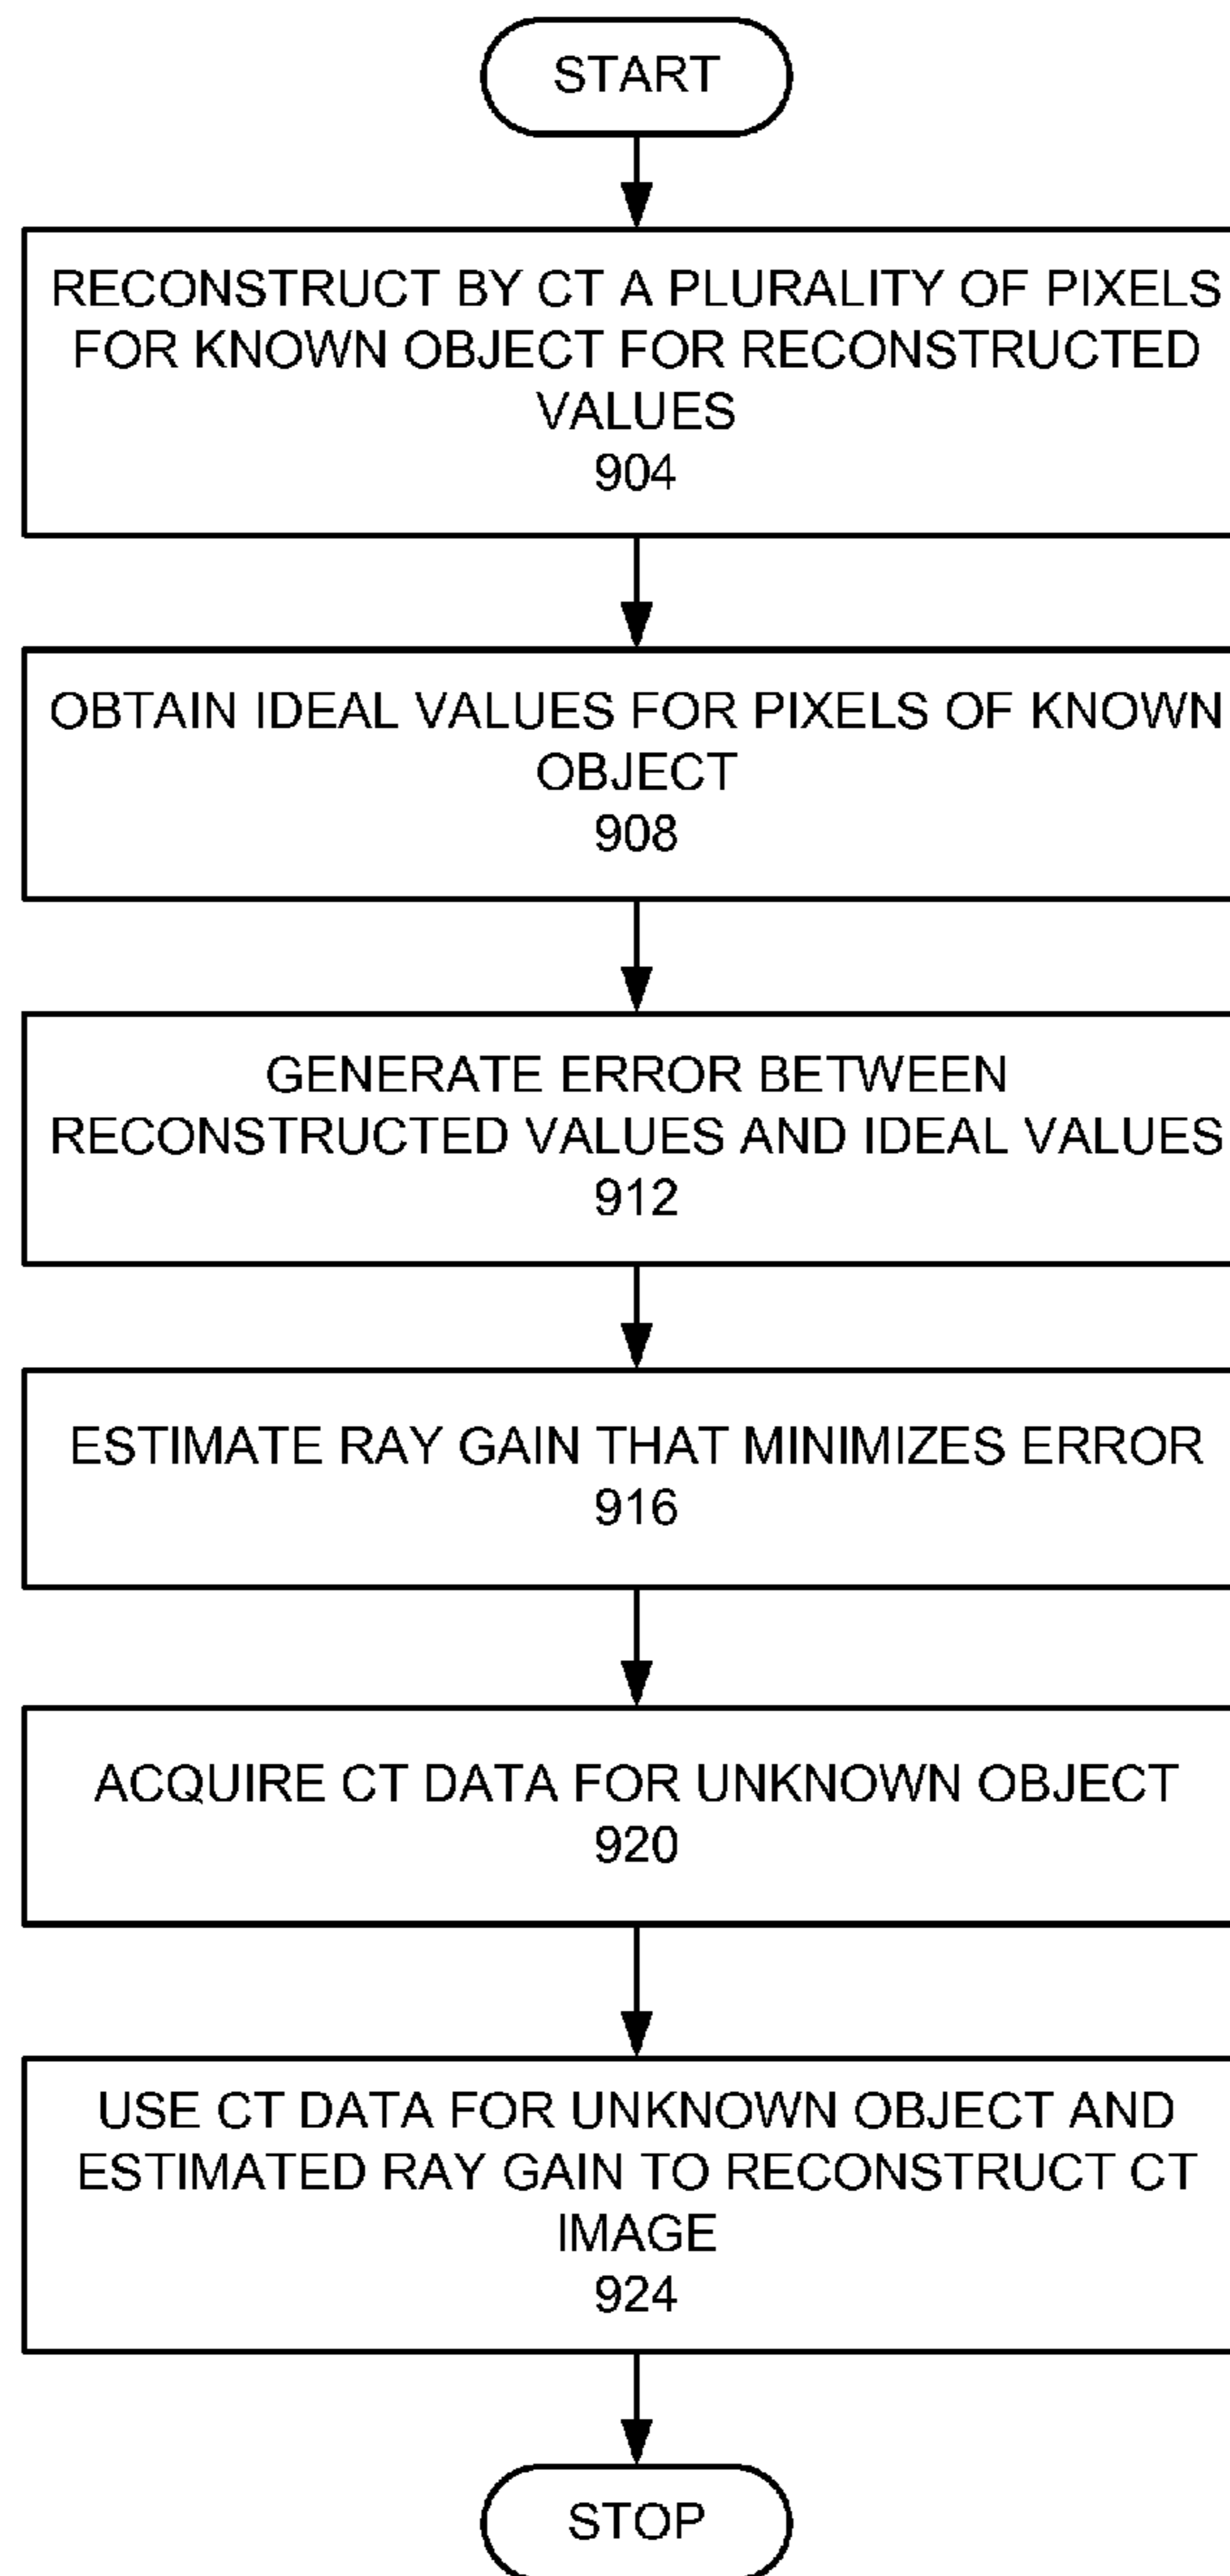 START
RECONSTRUCT BY CT A PLURALITY OF PIXELS
FOR KNOWN OBJECT FOR RECONSTRUCTED
VALUES
904
OBTAIN IDEAL VALUES FOR PIXELS OF KNOWN
OBJECT
908
GENERATE ERROR BETWEEN
RECONSTRUCTED VALUES AND IDEAL VALUES
912
ESTIMATE RAY GAIN THAT MINIMIZES ERROR
916
ACQUIRE CT DATA FOR UNKNOWN OBJECT
920
USE CT DATA FOR UNKNOWN OBJECT AND
ESTIMATED RAY GAIN TO RECONSTRUCT CT
IMAGE
924
STOP